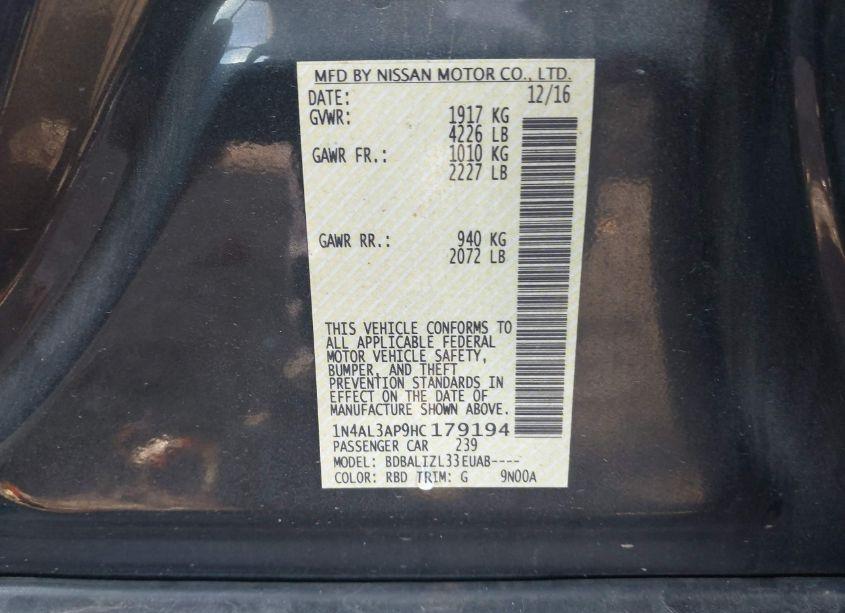 MFD BY NISSAN MOTOR CO., LTD.
DATE: 12/16
GVWR: 1917 KG
4226 LB
GAWR FR.: 1010 KG
2227 LB
GAWR RR.: 940 KG
2072 LB
THIS VEHICLE CONFORMS TO
ALL APPLICABLE FEDERAL
MOTOR VEHICLE SAFETY,
BUMPER, AND THEFT
PREVENTION STANDARDS IN
EFFECT ON THE DATE OF
MANUFACTURE SHOWN ABOVE.
1N4AL3AP9HC179194
PASSENGER CAR 239
MODEL: BDBALIZL33EUAB----
COLOR: RBD TRIM: G 9N00A